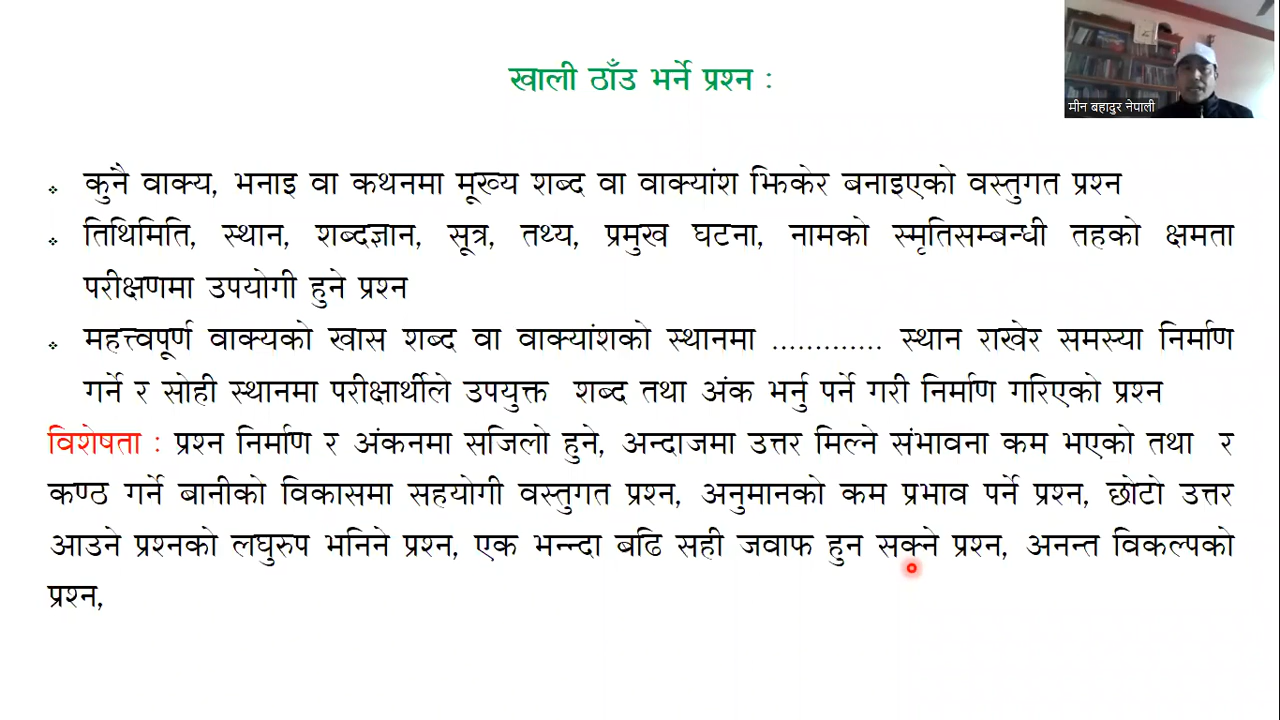 खाली ठाँउ भर्ने प्रश्न :
मीन बहादुर नेपाली
कुनै वाक्य, भनाइ वा कथनमा मूख्य शब्द वा वाक्यांश झिकेर बनाइएको वस्तुगत प्रश्न
तिथिमिति, स्थान, शब्दज्ञान, सूत्र, तथ्य, प्रमुख घटना, नामको स्मृतिसम्बन्धी तहको क्षमता
परीक्षणमा उपयोगी हुने प्रश्न
महत्त्वपूर्ण वाक्यको खास शब्द वा वाक्यांशको स्थानमा ............. स्थान राखेर समस्या निर्माण
गर्ने र सोही स्थानमा परीक्षार्थीले उपयुक्त शब्द तथा अंक भर्नु पर्ने गरी निर्माण गरिएको प्रश्न
विशेषता : प्रश्न निर्माण र अंकनमा सजिलो हुने, अन्दाजमा उत्तर मिल्ने संभावना कम भएको तथा र
कण्ठ गर्ने बानीको विकासमा सहयोगी वस्तुगत प्रश्न, अनुमानको कम प्रभाव पर्ने प्रश्न, छोटो उत्तर
आउने प्रश्नको लघुरुप भनिने प्रश्न, एक भन्न्दा बढि सही जवाफ हुन सक्ने प्रश्न, अनन्त विकल्पको
प्रश्न,